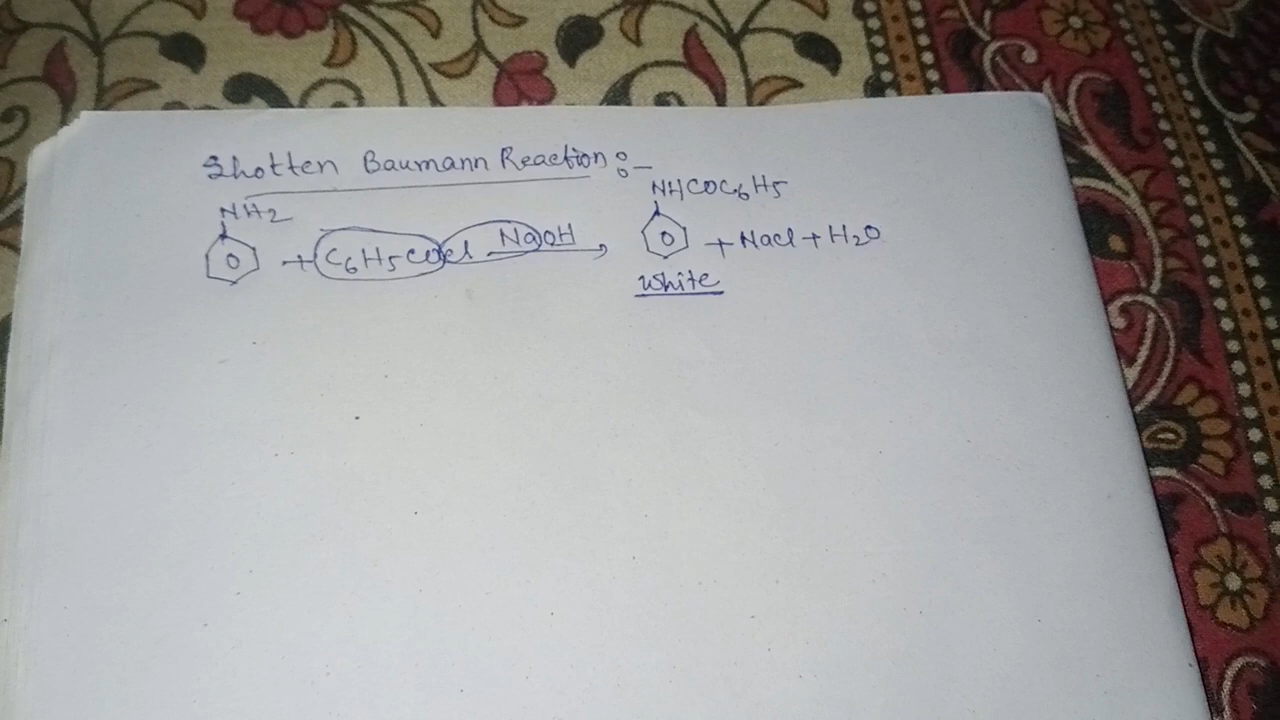 Shotten Baumann Reaction :-
NH2 NHCOC6H5
+ C6H5COCl NaOH + NaCl + H2O
White